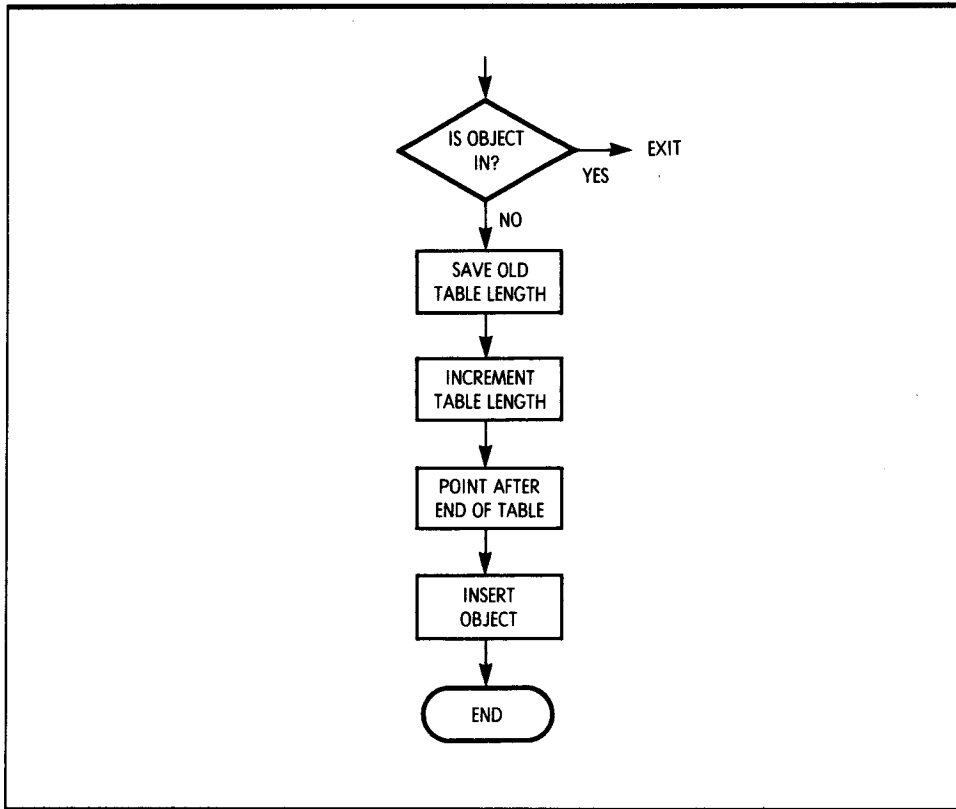 IS OBJECT
IN?
EXIT
YES
NO
SAVE OLD
TABLE LENGTH
INCREMENT
TABLE LENGTH
POINT AFTER
END OF TABLE
INSERT
OBJECT
END